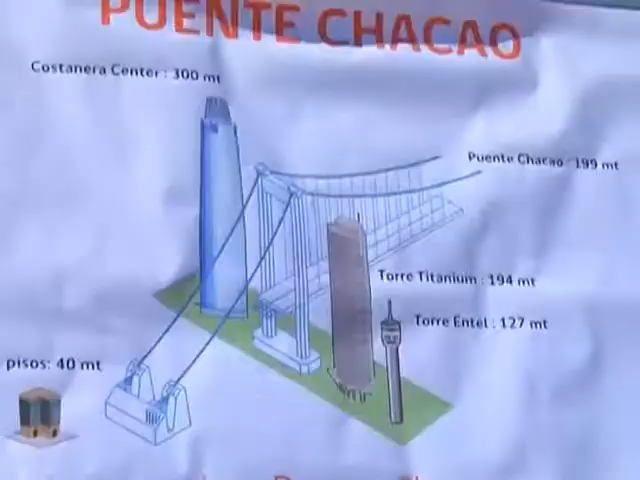 PUENTE CHACAO
Costanera Center : 300 mt
Puente Chacao : 199 mt
Torre Titanium : 194 mt
Torre Entel : 127 mt
pisos: 40 mt